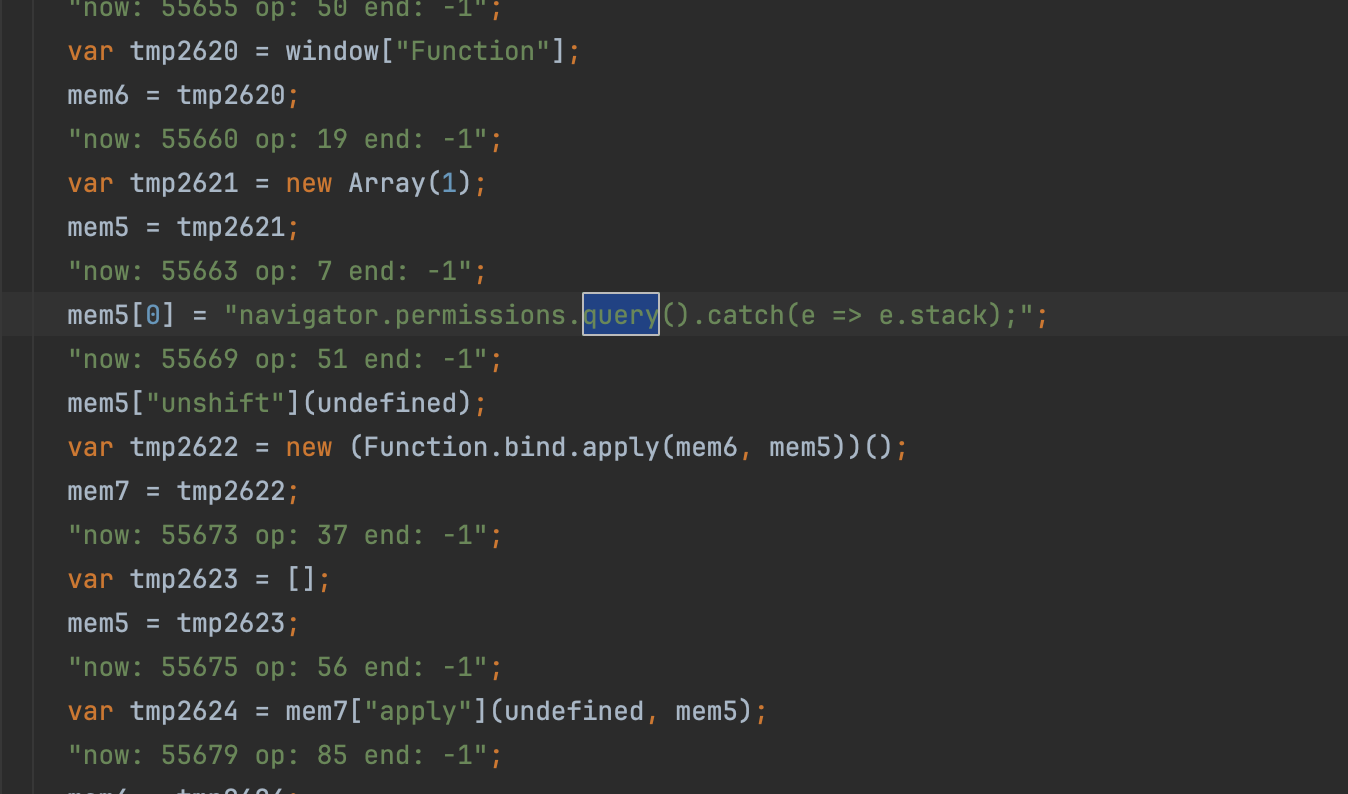 "now: 55655 op: 50 end: -1";
var tmp2620 = window["Function"];
mem6 = tmp2620;
"now: 55660 op: 19 end: -1";
var tmp2621 = new Array(1);
mem5 = tmp2621;
"now: 55663 op: 7 end: -1";
mem5[0] = "navigator.permissions.query().catch(e => e.stack);";
"now: 55669 op: 51 end: -1";
mem5["unshift"](undefined);
var tmp2622 = new (Function.bind.apply(mem6, mem5))();
mem7 = tmp2622;
"now: 55673 op: 37 end: -1";
var tmp2623 = [];
mem5 = tmp2623;
"now: 55675 op: 56 end: -1";
var tmp2624 = mem7["apply"](undefined, mem5);
"now: 55679 op: 85 end: -1";